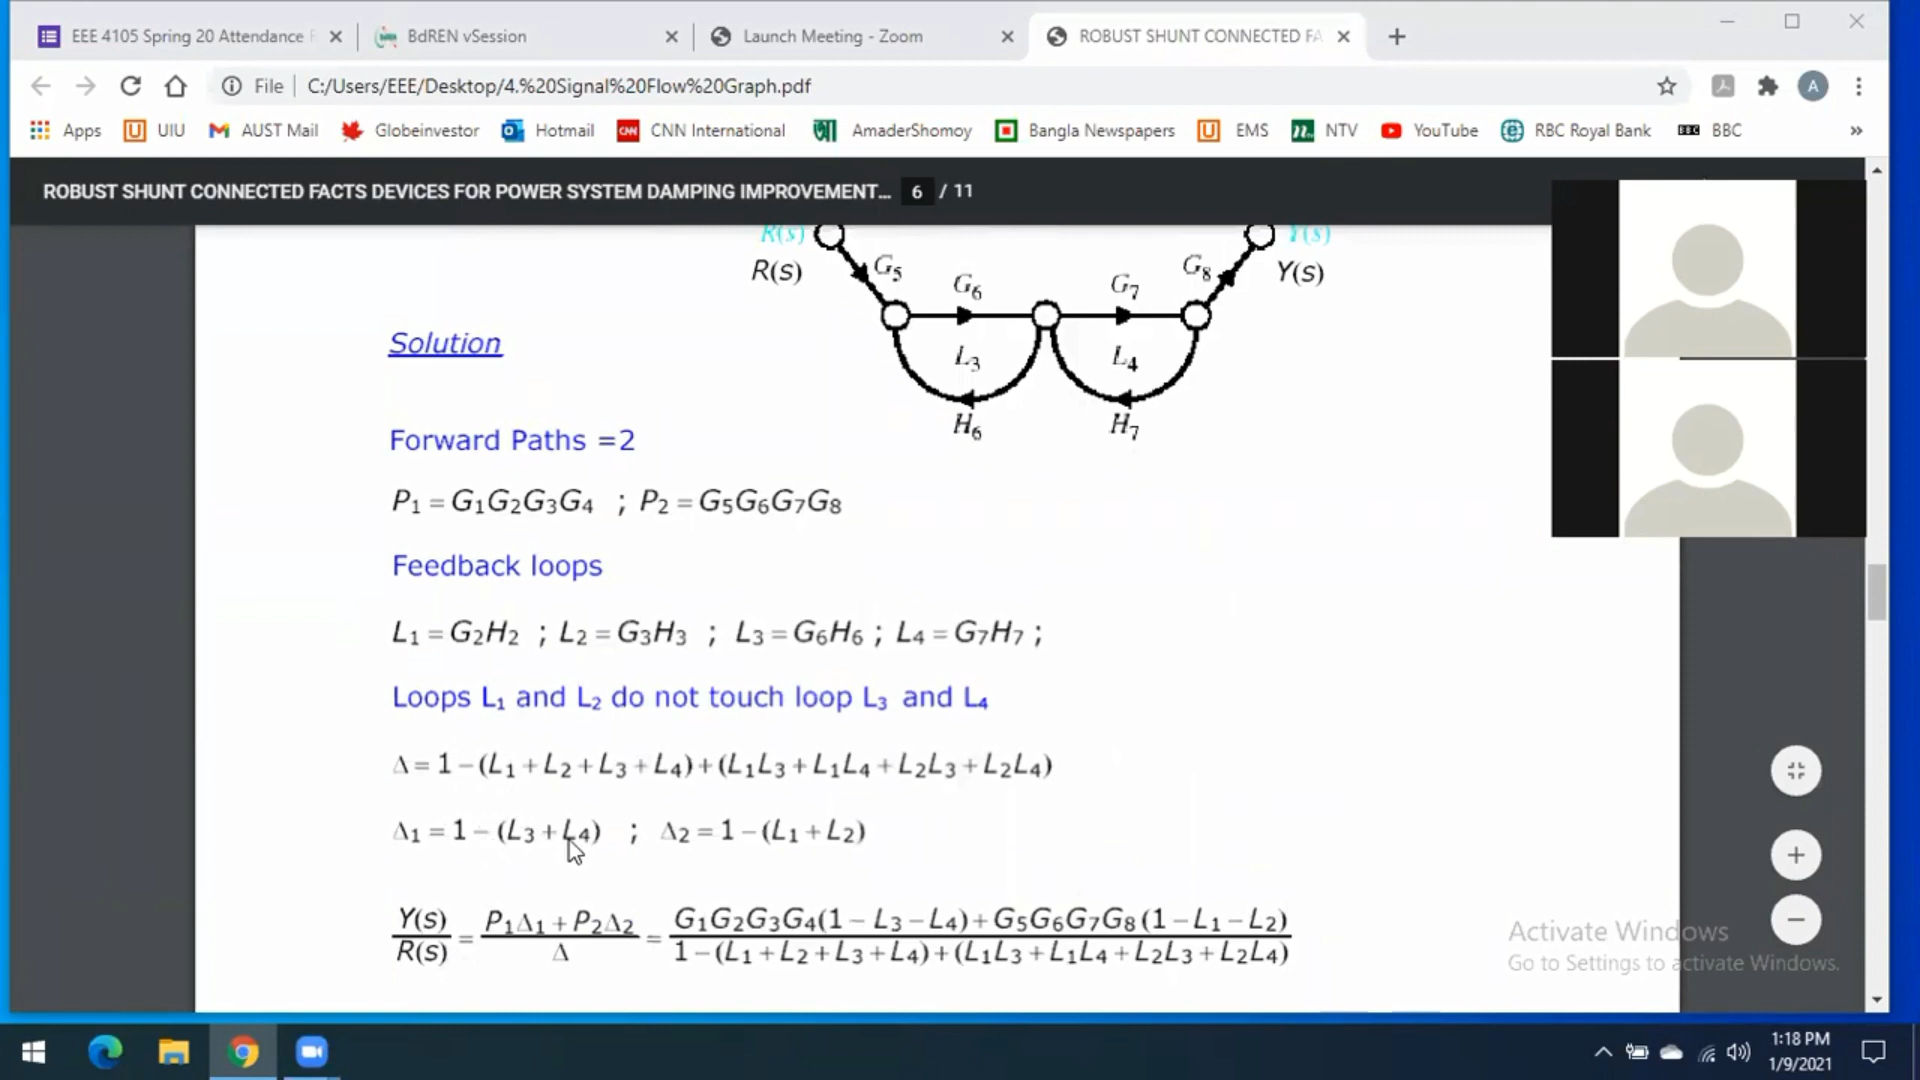 EEE 4105 Spring 20 Attendance F
BdREN vSession
Launch Meeting - Zoom
ROBUST SHUNT CONNECTED FA
File C:/Users/EEE/Desktop/4.%20Signal%20Flow%20Graph.pdf
A
Apps UIU AUST Mail Globeinvestor Hotmail CNN International AmaderShomoy Bangla Newspapers EMS NTV YouTube RBC Royal Bank BBC »
ROBUST SHUNT CONNECTED FACTS DEVICES FOR POWER SYSTEM DAMPING IMPROVEMENT... 6 / 11
R(s) Y(s)
R(s) G5 G8 Y(s)
G6 G7
Solution
L3 L4
H6 H7
Forward Paths =2
P1 = G1G2G3G4 ; P2 = G5G6G7G8
Feedback loops
L1 = G2H2 ; L2 = G3H3 ; L3 = G6H6 ; L4 = G7H7 ;
Loops L1 and L2 do not touch loop L3 and L4
Δ = 1 − (L1 + L2 + L3 + L4) + (L1L3 + L1L4 + L2L3 + L2L4)
Δ1 = 1 − (L3 + L4) ; Δ2 = 1 − (L1 + L2)
Y(s)/R(s) = (P1Δ1 + P2Δ2)/Δ = G1G2G3G4(1 − L3 − L4) + G5G6G7G8(1 − L1 − L2)
1 − (L1 + L2 + L3 + L4) + (L1L3 + L1L4 + L2L3 + L2L4)
Activate Windows
Go to Settings to activate Windows.
1:18 PM
1/9/2021